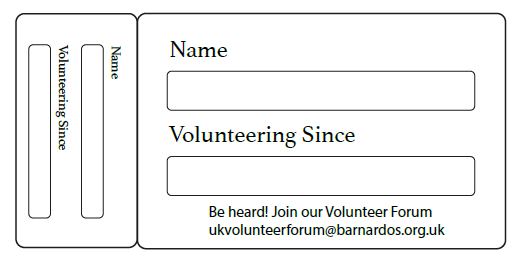 Name
Volunteering Since
Name
Volunteering Since
Be heard! Join our Volunteer Forum
ukvolunteerforum@barnardos.org.uk